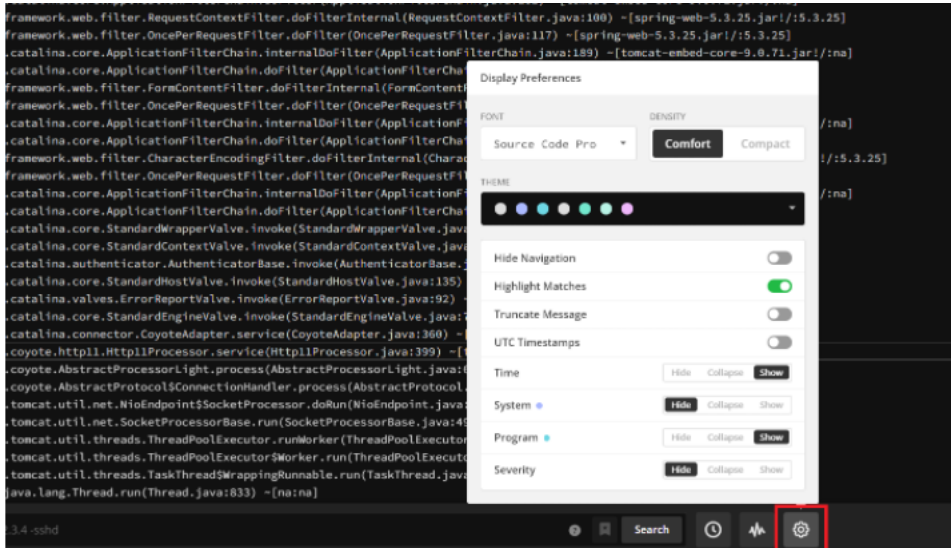 framework.web.filter.RequestContextFilter.doFilterInternal(RequestContextFilter.java:100) ~[spring-web-5.3.25.jar!/:5.3.25]
framework.web.filter.OncePerRequestFilter.doFilter(OncePerRequestFilter.java:117) ~[spring-web-5.3.25.jar!/:5.3.25]
.catalina.core.ApplicationFilterChain.internalDoFilter(ApplicationFilterChain.java:189) ~[tomcat-embed-core-9.0.71.jar!/:na]
.catalina.core.ApplicationFilterChain.doFilter(ApplicationFilterCha
framework.web.filter.FormContentFilter.doFilterInternal(FormContentF
framework.web.filter.OncePerRequestFilter.doFilter(OncePerRequestFil
.catalina.core.ApplicationFilterChain.internalDoFilter(ApplicationF /:na]
.catalina.core.ApplicationFilterChain.doFilter(ApplicationFilterCha
framework.web.filter.CharacterEncodingFilter.doFilterInternal(Charac !/:5.3.25]
framework.web.filter.OncePerRequestFilter.doFilter(OncePerRequestFil
.catalina.core.ApplicationFilterChain.internalDoFilter(ApplicationF /:na]
.catalina.core.ApplicationFilterChain.doFilter(ApplicationFilterCha
.catalina.core.StandardWrapperValve.invoke(StandardWrapperValve.java
.catalina.core.StandardContextValve.invoke(StandardContextValve.java
.catalina.authenticator.AuthenticatorBase.invoke(AuthenticatorBase.
.catalina.core.StandardHostValve.invoke(StandardHostValve.java:135)
.catalina.valves.ErrorReportValve.invoke(ErrorReportValve.java:92) ~
.catalina.core.StandardEngineValve.invoke(StandardEngineValve.java:7
.catalina.connector.CoyoteAdapter.service(CoyoteAdapter.java:360) ~[
.coyote.http11.Http11Processor.service(Http11Processor.java:399) ~[t
.coyote.AbstractProcessorLight.process(AbstractProcessorLight.java:6
.coyote.AbstractProtocol$ConnectionHandler.process(AbstractProtocol.
.tomcat.util.net.NioEndpoint$SocketProcessor.doRun(NioEndpoint.java:
.tomcat.util.net.SocketProcessorBase.run(SocketProcessorBase.java:49
.tomcat.util.threads.ThreadPoolExecutor.runWorker(ThreadPoolExecutor
.tomcat.util.threads.ThreadPoolExecutor$Worker.run(ThreadPoolExecuto
.tomcat.util.threads.TaskThread$WrappingRunnable.run(TaskThread.java
java.lang.Thread.run(Thread.java:833) ~[na:na]
Display Preferences
FONT DENSITY
Source Code Pro Comfort Compact
THEME
Hide Navigation
Highlight Matches
Truncate Message
UTC Timestamps
Time Hide Collapse Show
System Hide Collapse Show
Program Hide Collapse Show
Severity Hide Collapse Show
2.3.4 -sshd Search